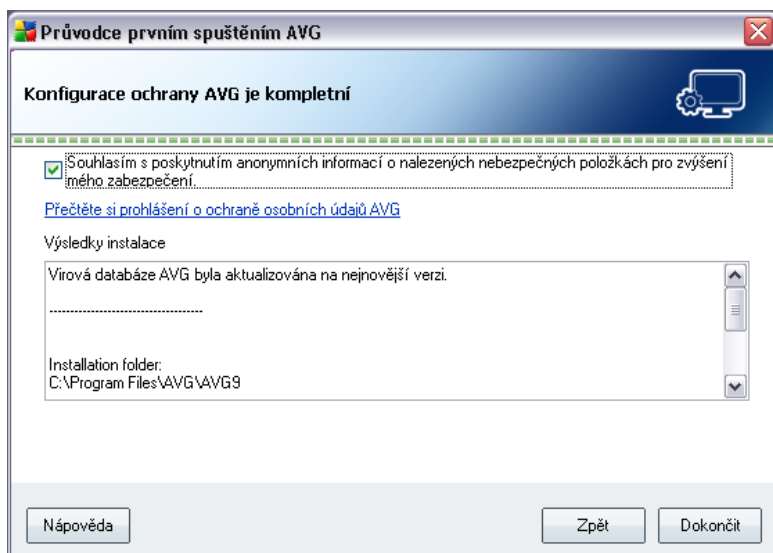 Průvodce prvním spuštěním AVG
Konfigurace ochrany AVG je kompletní
Souhlasím s poskytnutím anonymních informací o nalezených nebezpečných položkách pro zvýšení
mého zabezpečení.
Přečtěte si prohlášení o ochraně osobních údajů AVG
Výsledky instalace
Virová databáze AVG byla aktualizována na nejnovější verzi.
------------------------------------
Installation folder:
C:\Program Files\AVG\AVG9
Nápověda
Zpět
Dokončit